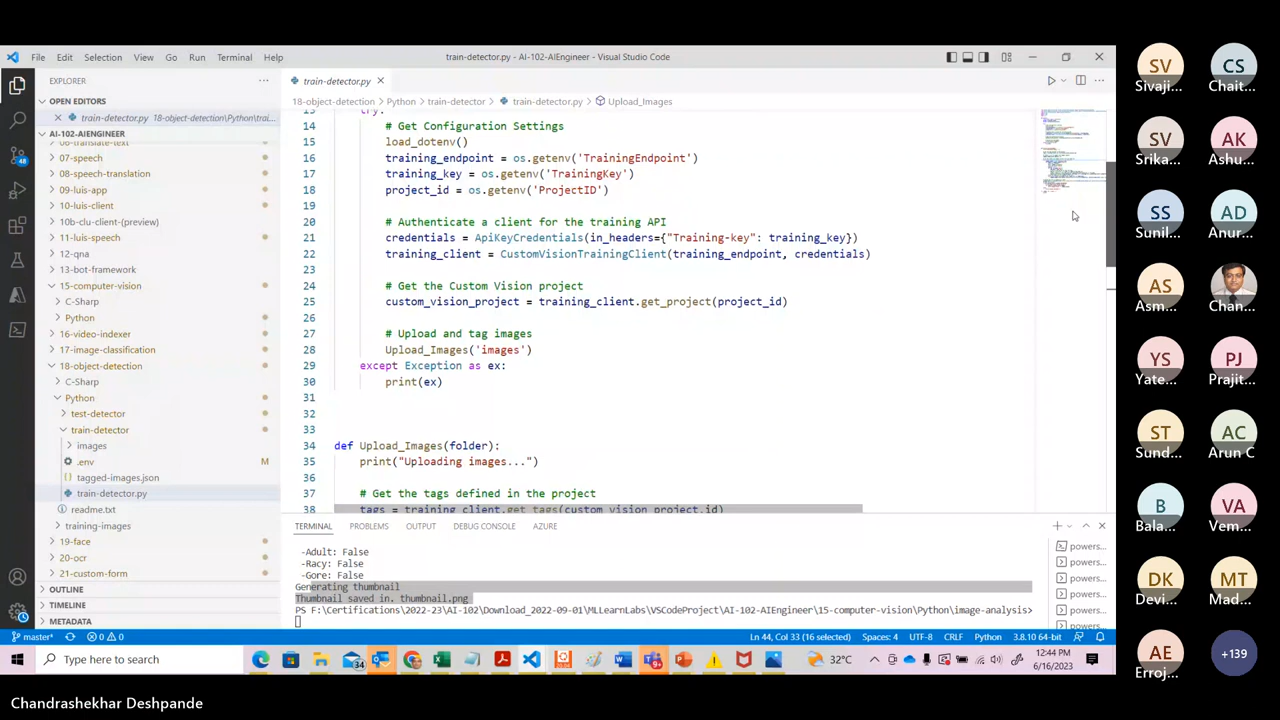 File Edit Selection View Go Run Terminal Help
train-detector.py - AI-102-AIEngineer - Visual Studio Code
EXPLORER
OPEN EDITORS
train-detector.py 18-object-detection\Python\trai...
AI-102-AIENGINEER
06-translate-text
07-speech
08-speech-translation
09-luis-app
10-luis-client
10b-clu-client-(preview)
11-luis-speech
12-qna
13-bot-framework
15-computer-vision
C-Sharp
Python
16-video-indexer
17-image-classification
18-object-detection
C-Sharp
Python
test-detector
train-detector
images
.env M
tagged-images.json
train-detector.py
readme.txt
training-images
19-face
20-ocr
21-custom-form
OUTLINE
TIMELINE
METADATA
48
train-detector.py
18-object-detection > Python > train-detector > train-detector.py > Upload_Images
13 try:
14 # Get Configuration Settings
15 load_dotenv()
16 training_endpoint = os.getenv('TrainingEndpoint')
17 training_key = os.getenv('TrainingKey')
18 project_id = os.getenv('ProjectID')
19
20 # Authenticate a client for the training API
21 credentials = ApiKeyCredentials(in_headers={"Training-key": training_key})
22 training_client = CustomVisionTrainingClient(training_endpoint, credentials)
23
24 # Get the Custom Vision project
25 custom_vision_project = training_client.get_project(project_id)
26
27 # Upload and tag images
28 Upload_Images('images')
29 except Exception as ex:
30 print(ex)
31
32
33
34 def Upload_Images(folder):
35 print("Uploading images...")
36
37 # Get the tags defined in the project
38 tags = training_client.get_tags(custom_vision_project.id)
TERMINAL PROBLEMS OUTPUT DEBUG CONSOLE AZURE
-Adult: False
-Racy: False
-Gore: False
Generating thumbnail
Thumbnail saved in. thumbnail.png
PS F:\Certifications\2022-23\AI-102\Download_2022-09-01\MLLearnLabs\VSCodeProject\AI-102-AIEngineer\15-computer-vision\Python\image-analysis>
powers...
powers...
powers...
powers...
powers...
powers...
master* 0 0
Ln 44, Col 33 (16 selected) Spaces: 4 UTF-8 CRLF Python 3.8.10 64-bit
Type here to search
34
32°C
12:44 PM
6/16/2023
SV
Sivaji...
CS
Chait...
SV
Srika...
AK
Ashu...
SS
Sunil...
AD
Anur...
AS
Asm...
Chan...
YS
Yate...
PJ
Prajit...
ST
Sund...
AC
Arun C
B
Bala...
VA
Vem...
DK
Devi...
MT
Mad...
AE
Erroj...
+139
Chandrashekhar Deshpande